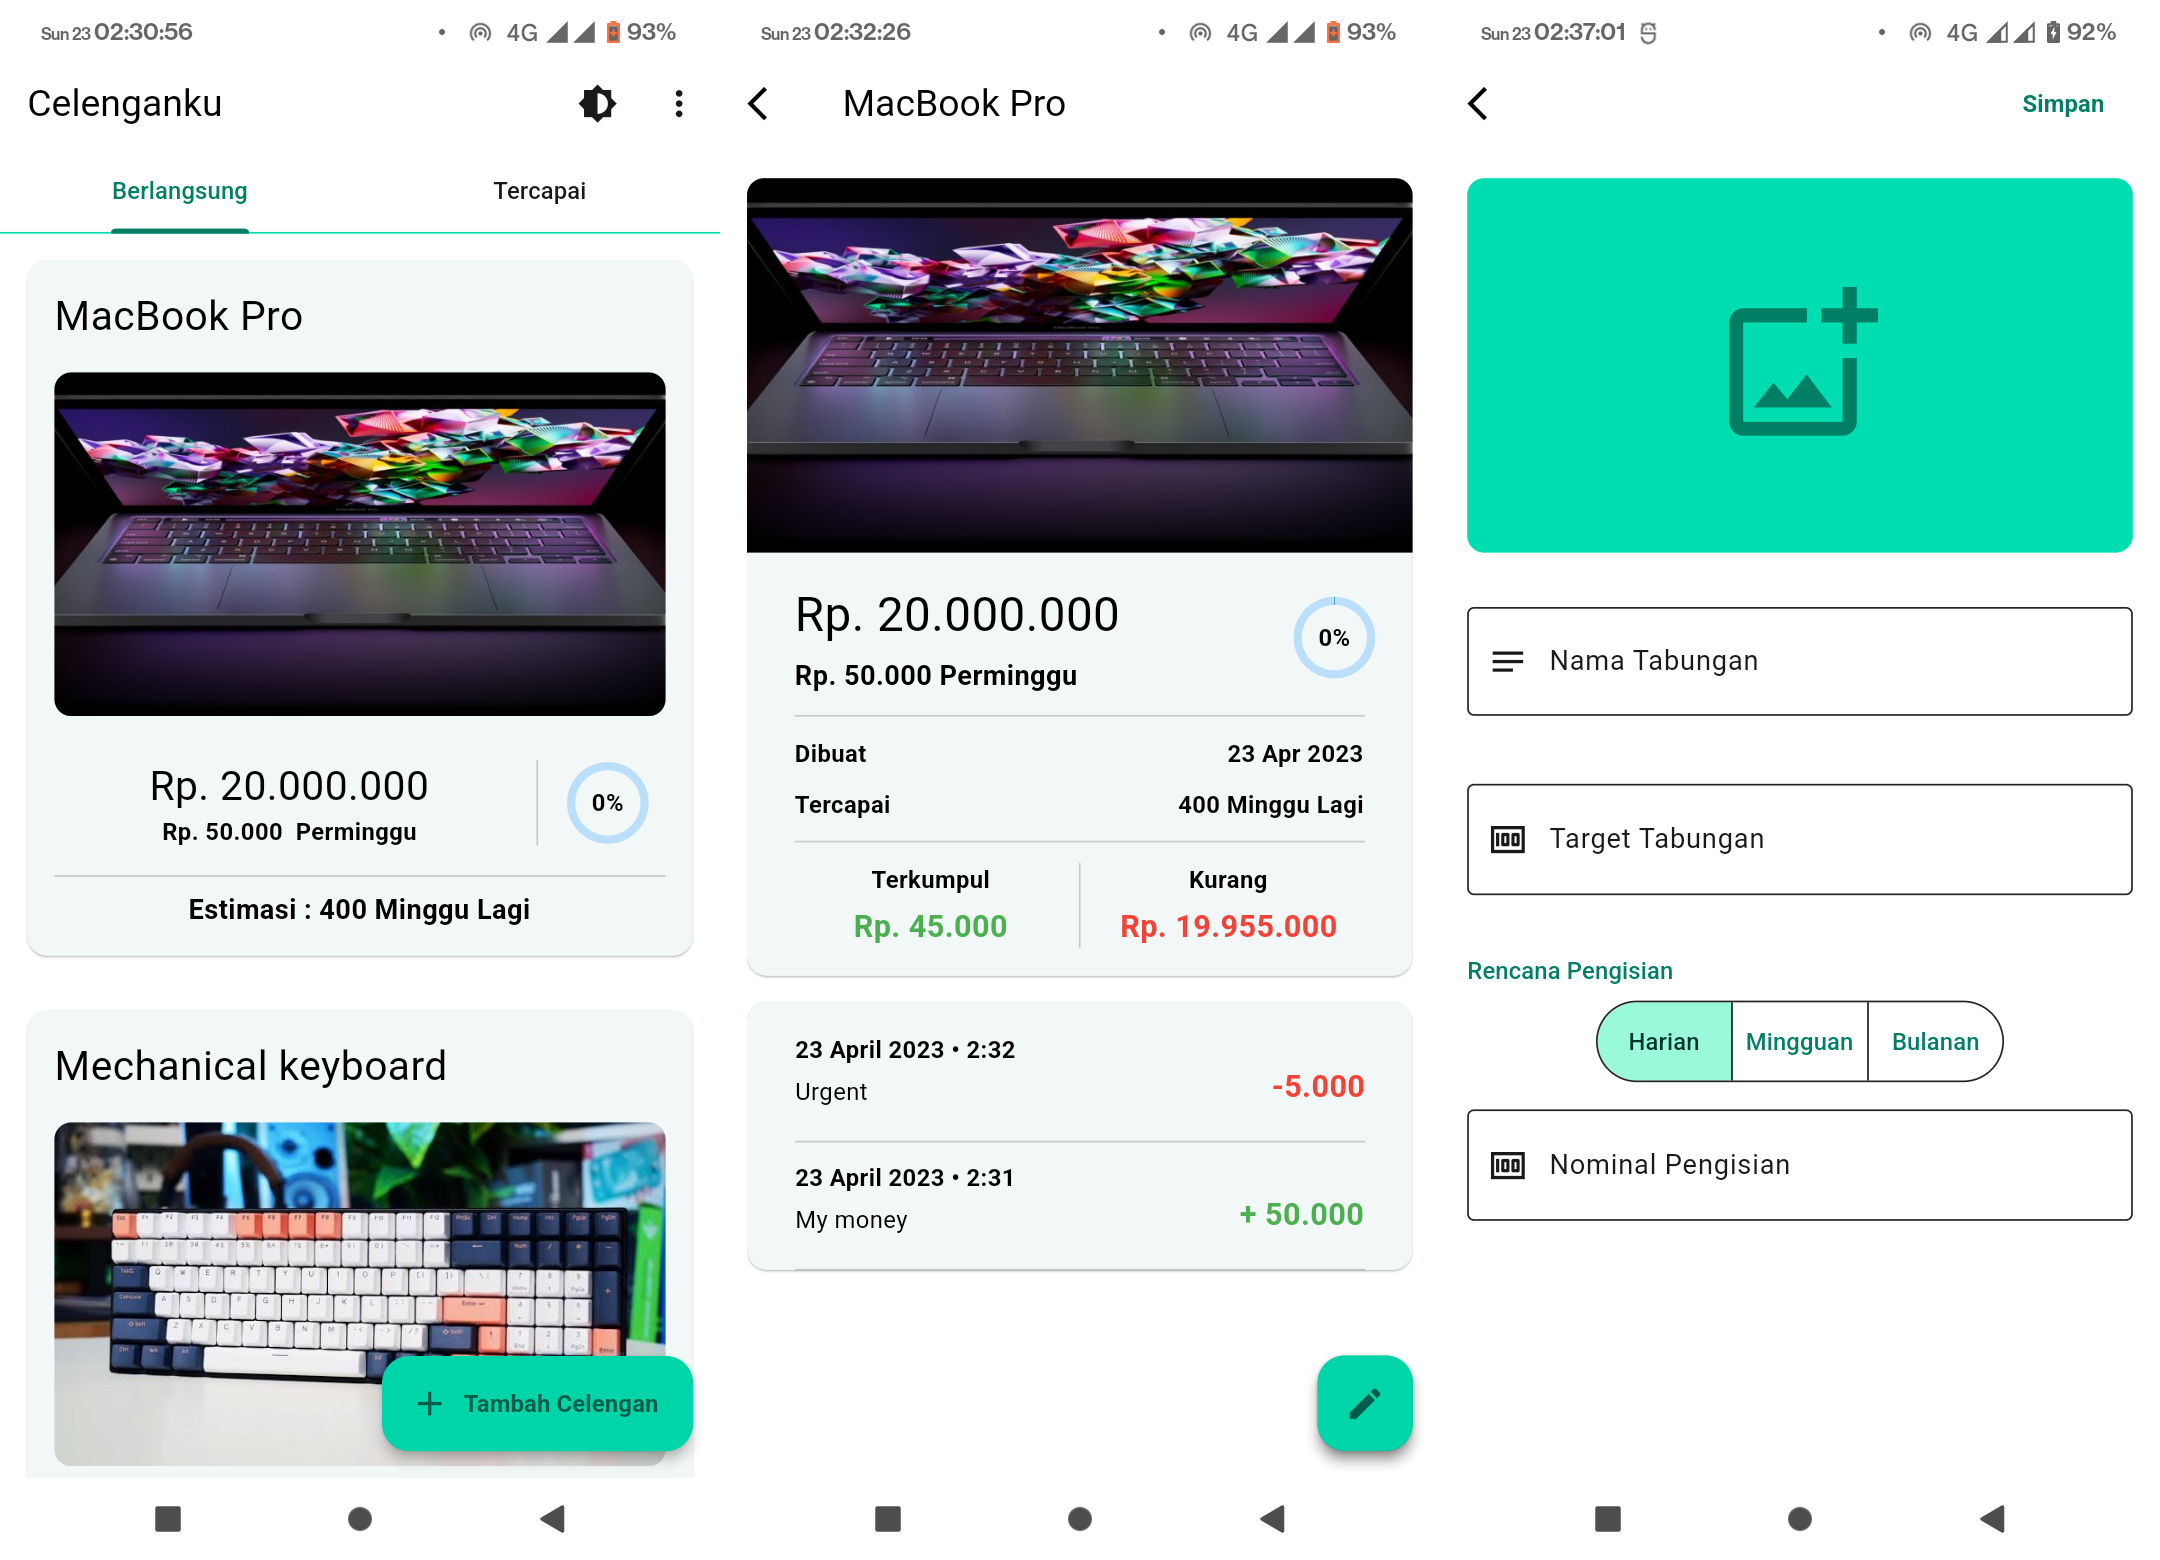 Sun 23 02:30:56
4G 93%
Celenganku
Berlangsung
Tercapai
MacBook Pro
Rp. 20.000.000
Rp. 50.000 Perminggu
0%
Estimasi : 400 Minggu Lagi
Mechanical keyboard
Tambah Celengan
Sun 23 02:32:26
4G 93%
MacBook Pro
Rp. 20.000.000
Rp. 50.000 Perminggu
0%
Dibuat
23 Apr 2023
Tercapai
400 Minggu Lagi
Terkumpul
Rp. 45.000
Kurang
Rp. 19.955.000
23 April 2023 • 2:32
Urgent
-5.000
23 April 2023 • 2:31
My money
+ 50.000
Sun 23 02:37:01
4G 92%
Simpan
Nama Tabungan
Target Tabungan
Rencana Pengisian
Harian
Mingguan
Bulanan
Nominal Pengisian